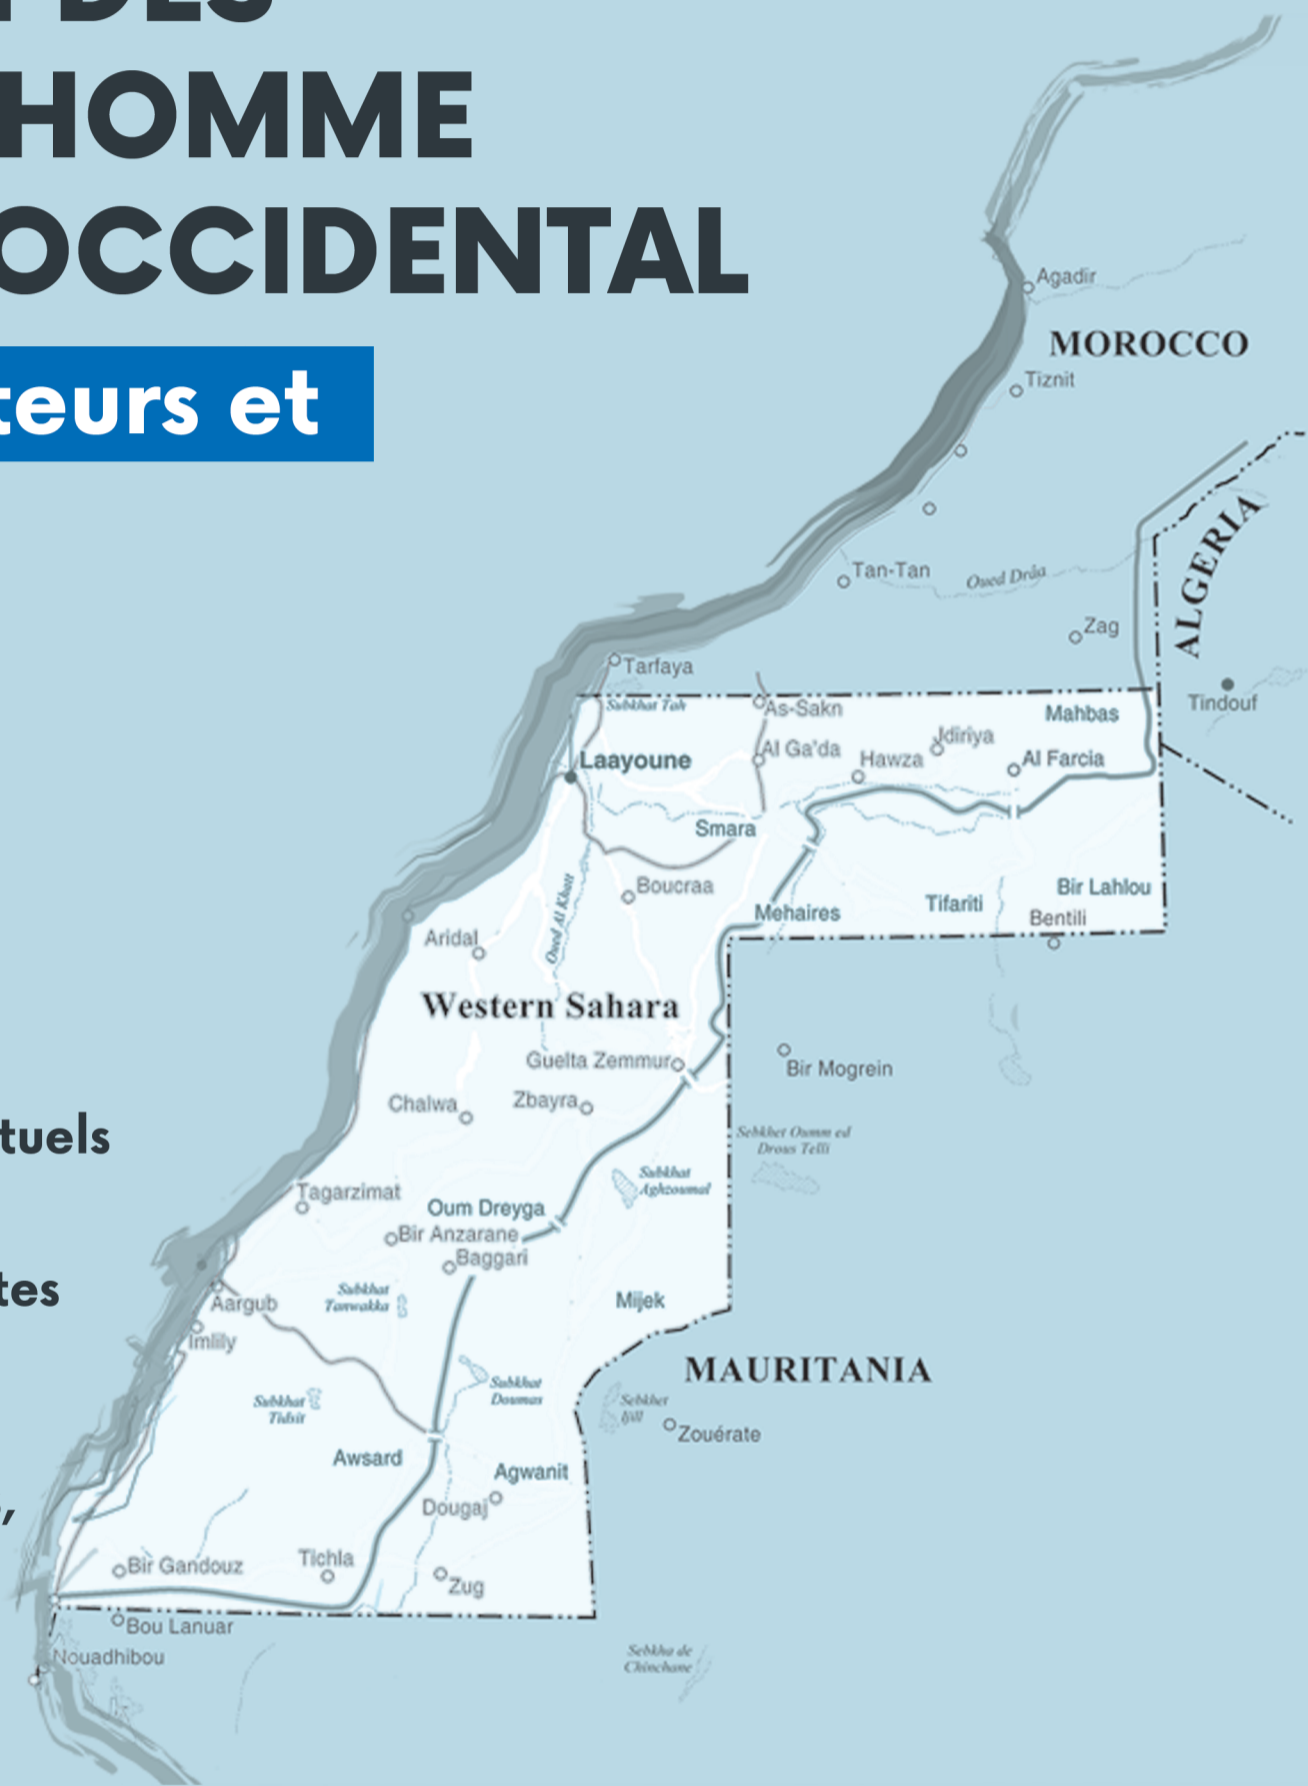 DES
HOMME
OCCIDENTAL
teurs et
Agadir
MOROCCO
Tiznit
ALGERIA
Tan-Tan
Oued Drâa
Zag
Tarfaya
Tindouf
Subkhat Tah
As-Sakn
Mahbas
Laayoune
Al Ga'da
Jdiriya
Hawza
Al Farcia
Smara
Boucraa
Bir Lahlou
Tifariti
Mehaires
Bentili
Oued Al Khatt
Aridal
Western Sahara
Guelta Zemmur
Bir Mogrein
Chalwa
Zbayra
tuels
Sebkhet Oumm ed
Drous Telli
Subkhat
Aghzoumal
Tagarzimat
Oum Dreyga
Bir Anzarane
Baggari
tes
Subkhat
Tanwakka
Aargub
Mijek
Imlily
MAURITANIA
Subkhat
Doumas
Subkhat
Tidsit
Sebkhet
Ijill
Zouérate
Awsard
Agwanit
Dougaj
,
Bir Gandouz
Tichla
Zug
Bou Lanuar
Nouadhibou
Sebkha de
Chinchane